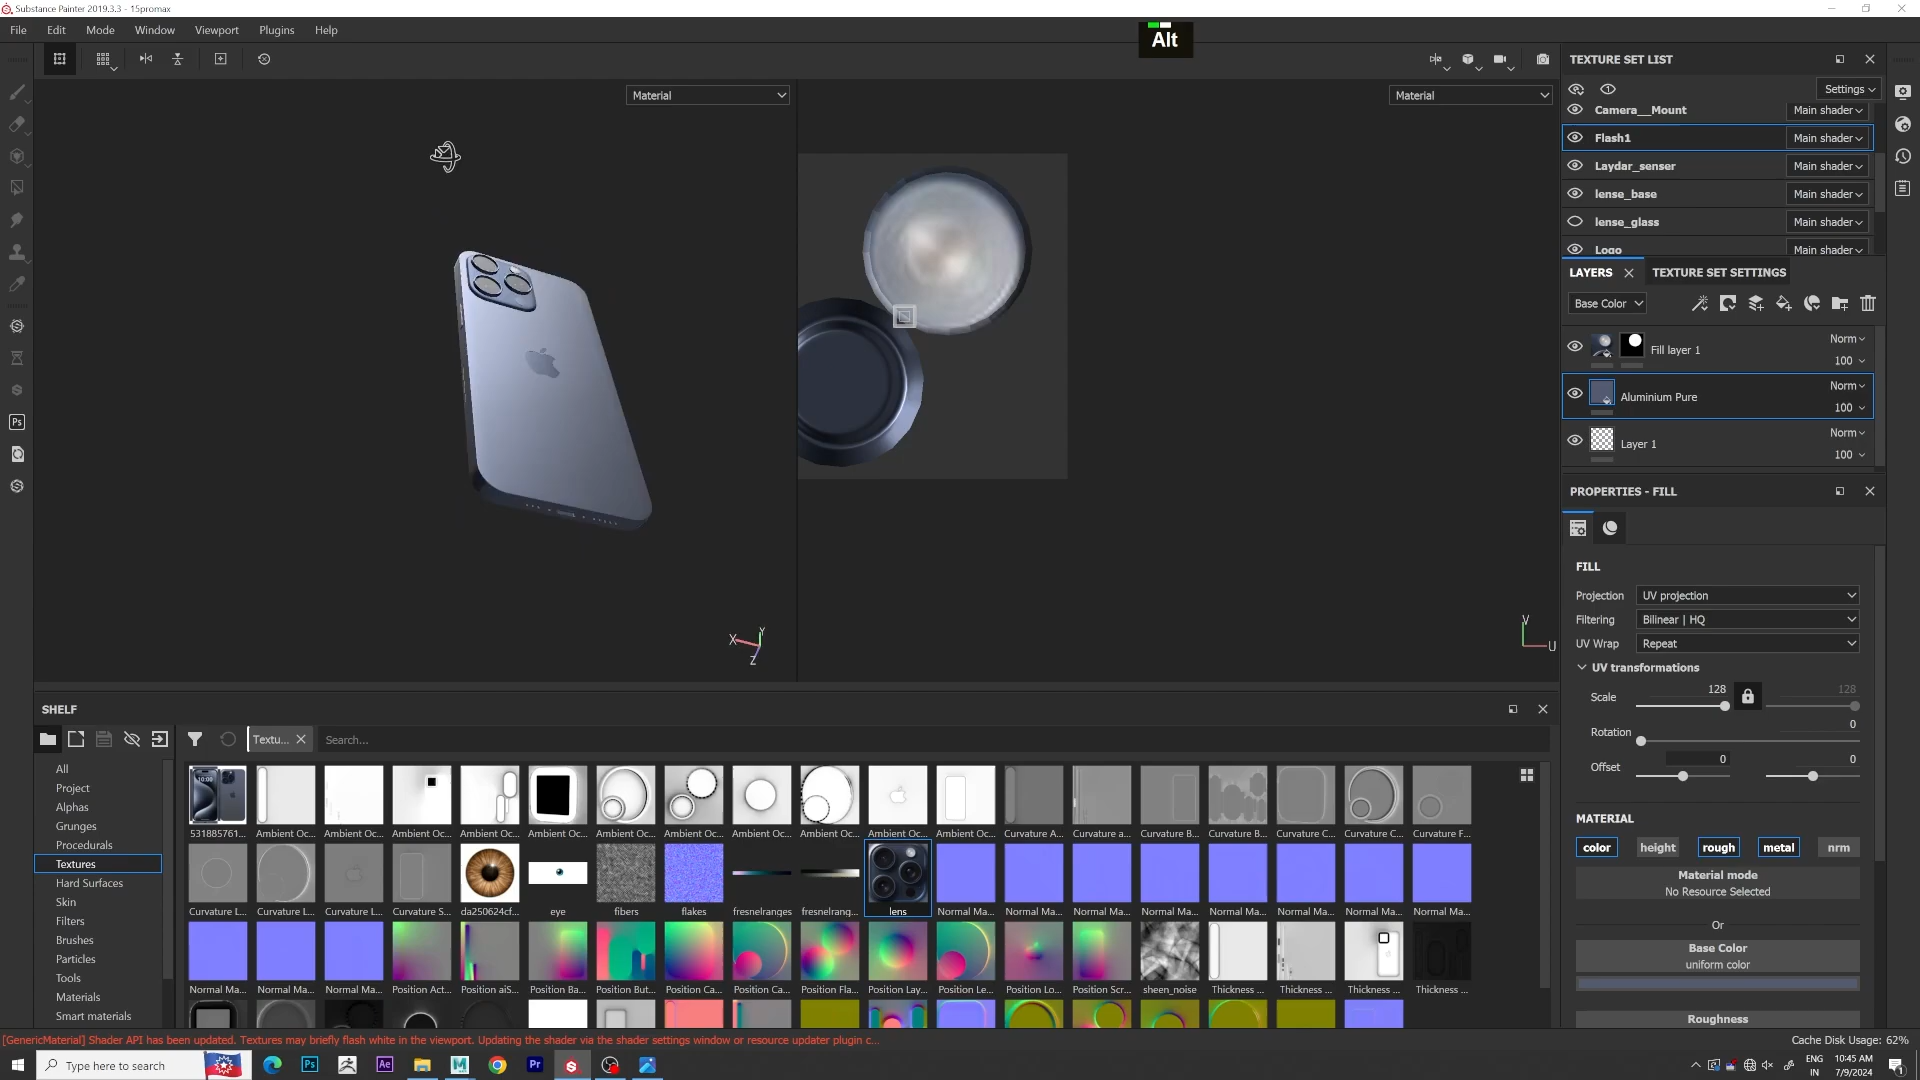 Substance Painter 2019.3.3 - 15promax
File Edit Mode Window Viewport Plugins Help
Alt
Material
Material
TEXTURE SET LIST
Settings
Camera__Mount Main shader
Flash1 Main shader
Laydar_senser Main shader
lense_base Main shader
lense_glass Main shader
Logo Main shader
LAYERS TEXTURE SET SETTINGS
Base Color
Fill layer 1 Norm 100
Aluminium Pure Norm 100
Layer 1 Norm 100
PROPERTIES - FILL
FILL
Projection UV projection
Filtering Bilinear | HQ
UV Wrap Repeat
UV transformations
Scale 128 128
Rotation 0
Offset 0 0
MATERIAL
color height rough metal nrm
Material mode
No Resource Selected
Or
Base Color
uniform color
Roughness
X Y Z
V U
SHELF
Textu... Search...
All
Project
Alphas
Grunges
Procedurals
Textures
Hard Surfaces
Skin
Filters
Brushes
Particles
Tools
Materials
Smart materials
531885761... Ambient Oc... Ambient Oc... Ambient Oc... Ambient Oc... Ambient Oc... Ambient Oc... Ambient Oc... Ambient Oc... Ambient Oc... Ambient Oc... Ambient Oc... Curvature A... Curvature a... Curvature B... Curvature B... Curvature C... Curvature C... Curvature F...
Curvature L... Curvature L... Curvature L... Curvature S... da250624cf... eye fibers flakes fresnelranges fresnelrang... lens Normal Ma... Normal Ma... Normal Ma... Normal Ma... Normal Ma... Normal Ma... Normal Ma... Normal Ma...
Normal Ma... Normal Ma... Normal Ma... Position Act... Position aiS... Position Ba... Position But... Position Ca... Position Ca... Position Fla... Position Lay... Position Le... Position Lo... Position Scr... sheen_noise Thickness ... Thickness ... Thickness ... Thickness ...
[GenericMaterial] Shader API has been updated. Textures may briefly flash white in the viewport. Updating the shader via the shader settings window or resource updater plugin c...
Cache Disk Usage: 62%
Type here to search
ENG
IN
10:45 AM
7/9/2024